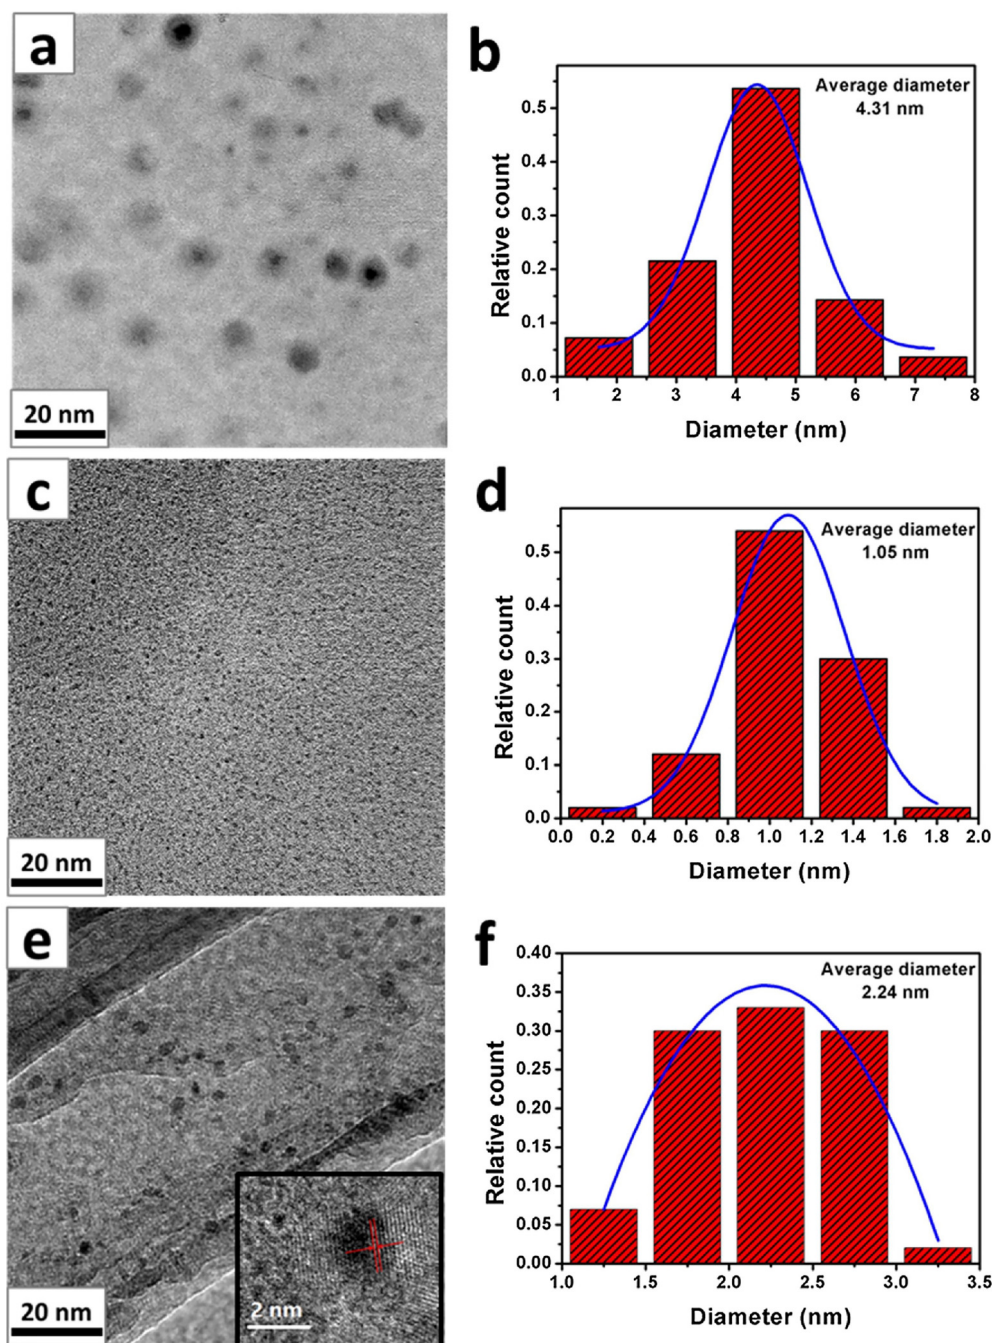 a
20 nm
b
Average diameter
4.31 nm
Relative count
0.5
0.4
0.3
0.2
0.1
0.0
1 2 3 4 5 6 7 8
Diameter (nm)
c
20 nm
d
Average diameter
1.05 nm
Relative count
0.5
0.4
0.3
0.2
0.1
0.0
0.0 0.2 0.4 0.6 0.8 1.0 1.2 1.4 1.6 1.8 2.0
Diameter (nm)
e
20 nm
2 nm
f
Average diameter
2.24 nm
Relative count
0.40
0.35
0.30
0.25
0.20
0.15
0.10
0.05
0.00
1.0 1.5 2.0 2.5 3.0 3.5
Diameter (nm)